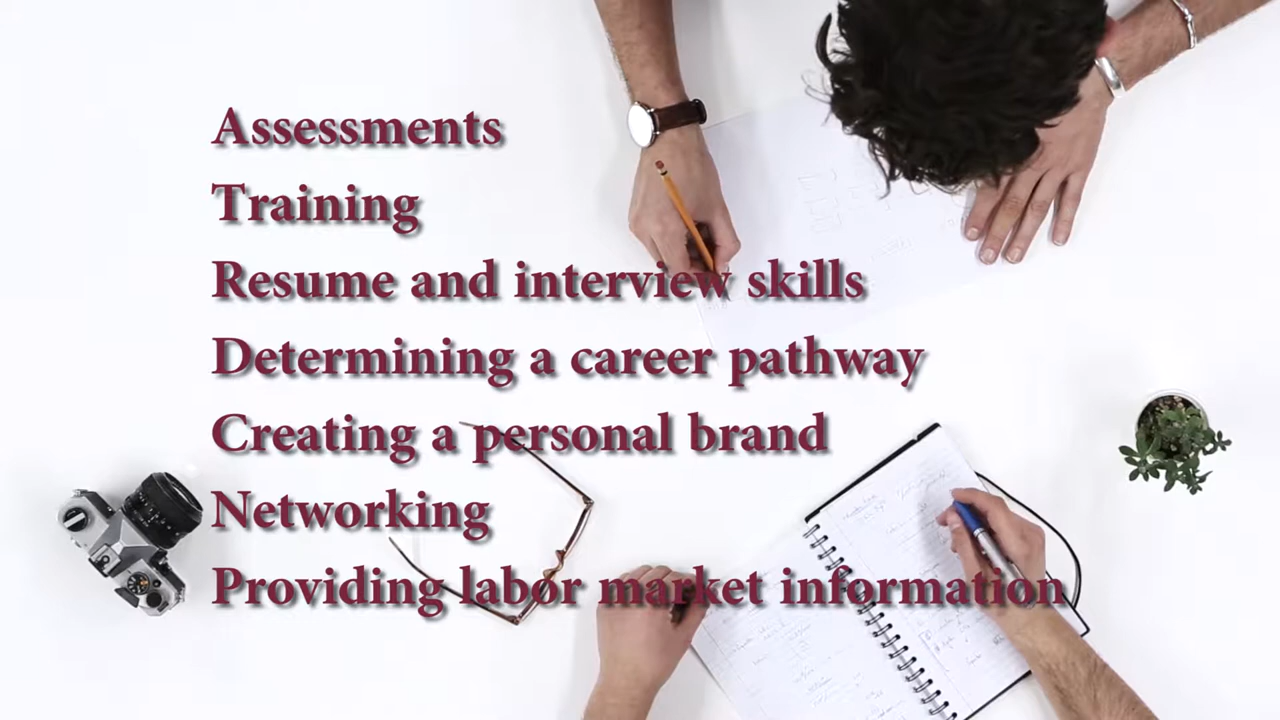 Assessments
Training
Resume and interview skills
Determining a career pathway
Creating a personal brand
Networking
Providing labor market information